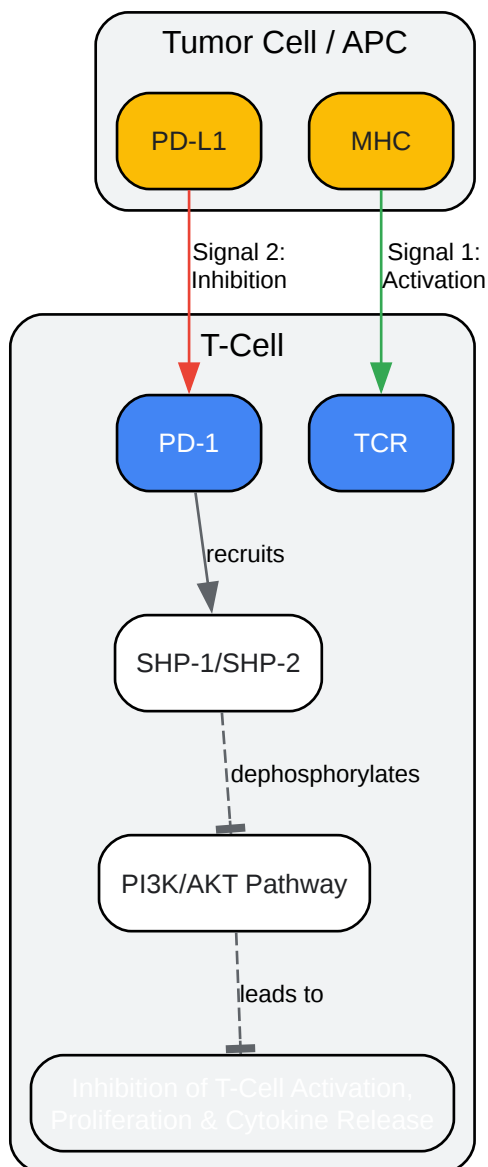 Tumor Cell / APC
PD-L1
MHC
Signal 2:
Inhibition
Signal 1:
Activation
T-Cell
PD-1
TCR
recruits
SHP-1/SHP-2
dephosphorylates
PI3K/AKT Pathway
leads to
Inhibition of T-Cell Activation,
Proliferation & Cytokine Release